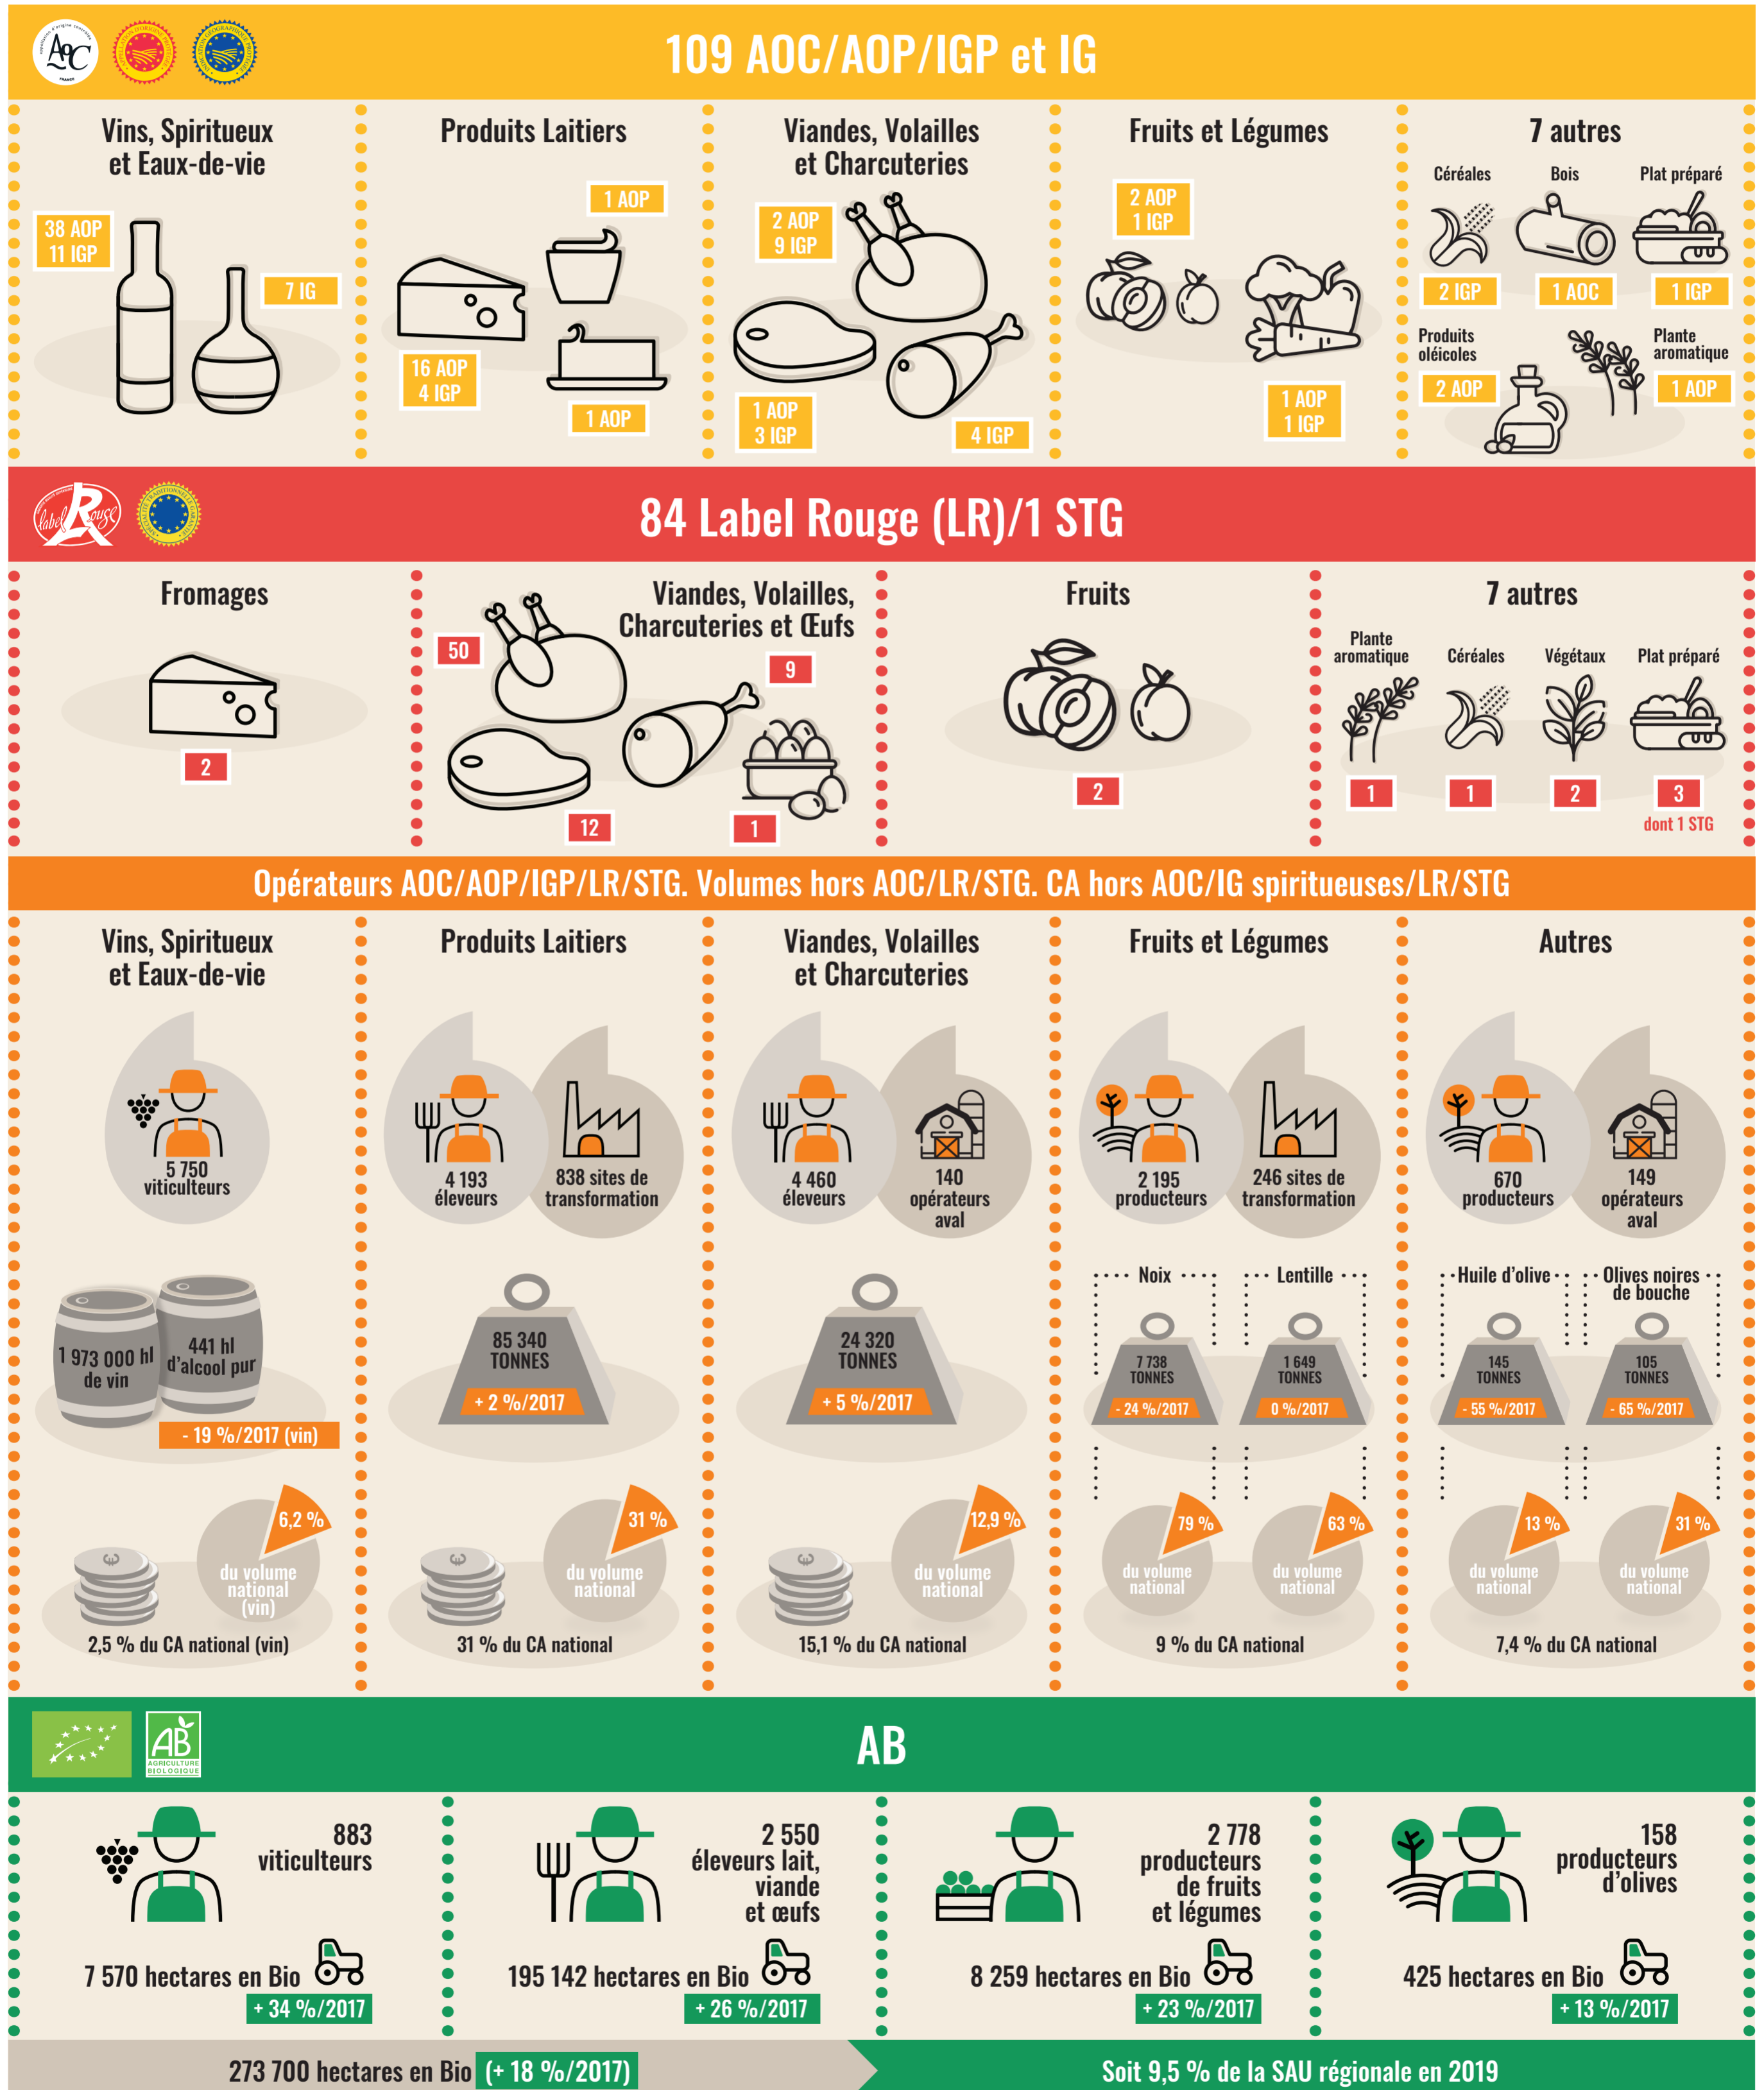 109 AOC/AOP/IGP et IG
Vins, Spiritueux
et Eaux-de-vie
38 AOP
11 IGP
7 IG
Produits Laitiers
1 AOP
16 AOP
4 IGP
1 AOP
Viandes, Volailles
et Charcuteries
2 AOP
9 IGP
1 AOP
3 IGP
4 IGP
Fruits et Légumes
2 AOP
1 IGP
1 AOP
1 IGP
7 autres
Céréales
Bois
Plat préparé
2 IGP
1 AOC
1 IGP
Produits
oléicoles
2 AOP
Plante
aromatique
1 AOP
label Rouge
84 Label Rouge (LR)/1 STG
Fromages
2
Viandes, Volailles,
Charcuteries et Œufs
50
9
12
1
Fruits
2
7 autres
Plante
aromatique
Céréales
Végétaux
Plat préparé
1
1
2
3
dont 1 STG
Opérateurs AOC/AOP/IGP/LR/STG. Volumes hors AOC/LR/STG. CA hors AOC/IG spiritueuses/LR/STG
Vins, Spiritueux
et Eaux-de-vie
5 750
viticulteurs
1 973 000 hl
de vin
441 hl
d'alcool pur
- 19 %/2017 (vin)
6,2 %
du volume
national
(vin)
2,5 % du CA national (vin)
Produits Laitiers
4 193
éleveurs
838 sites de
transformation
85 340
TONNES
+ 2 %/2017
31 %
du volume
national
31 % du CA national
Viandes, Volailles
et Charcuteries
4 460
éleveurs
140
opérateurs
aval
24 320
TONNES
+ 5 %/2017
12,9 %
du volume
national
15,1 % du CA national
Fruits et Légumes
2 195
producteurs
246 sites de
transformation
Noix
7 738
TONNES
- 24 %/2017
Lentille
1 649
TONNES
0 %/2017
79 %
du volume
national
63 %
du volume
national
9 % du CA national
Autres
670
producteurs
149
opérateurs
aval
Huile d'olive
145
TONNES
- 55 %/2017
Olives noires
de bouche
105
TONNES
- 65 %/2017
13 %
du volume
national
31 %
du volume
national
7,4 % du CA national
AB
AGRICULTURE
BIOLOGIQUE
AB
883
viticulteurs
7 570 hectares en Bio
+ 34 %/2017
2 550
éleveurs lait,
viande
et œufs
195 142 hectares en Bio
+ 26 %/2017
2 778
producteurs
de fruits
et légumes
8 259 hectares en Bio
+ 23 %/2017
158
producteurs
d'olives
425 hectares en Bio
+ 13 %/2017
273 700 hectares en Bio (+ 18 %/2017)
Soit 9,5 % de la SAU régionale en 2019